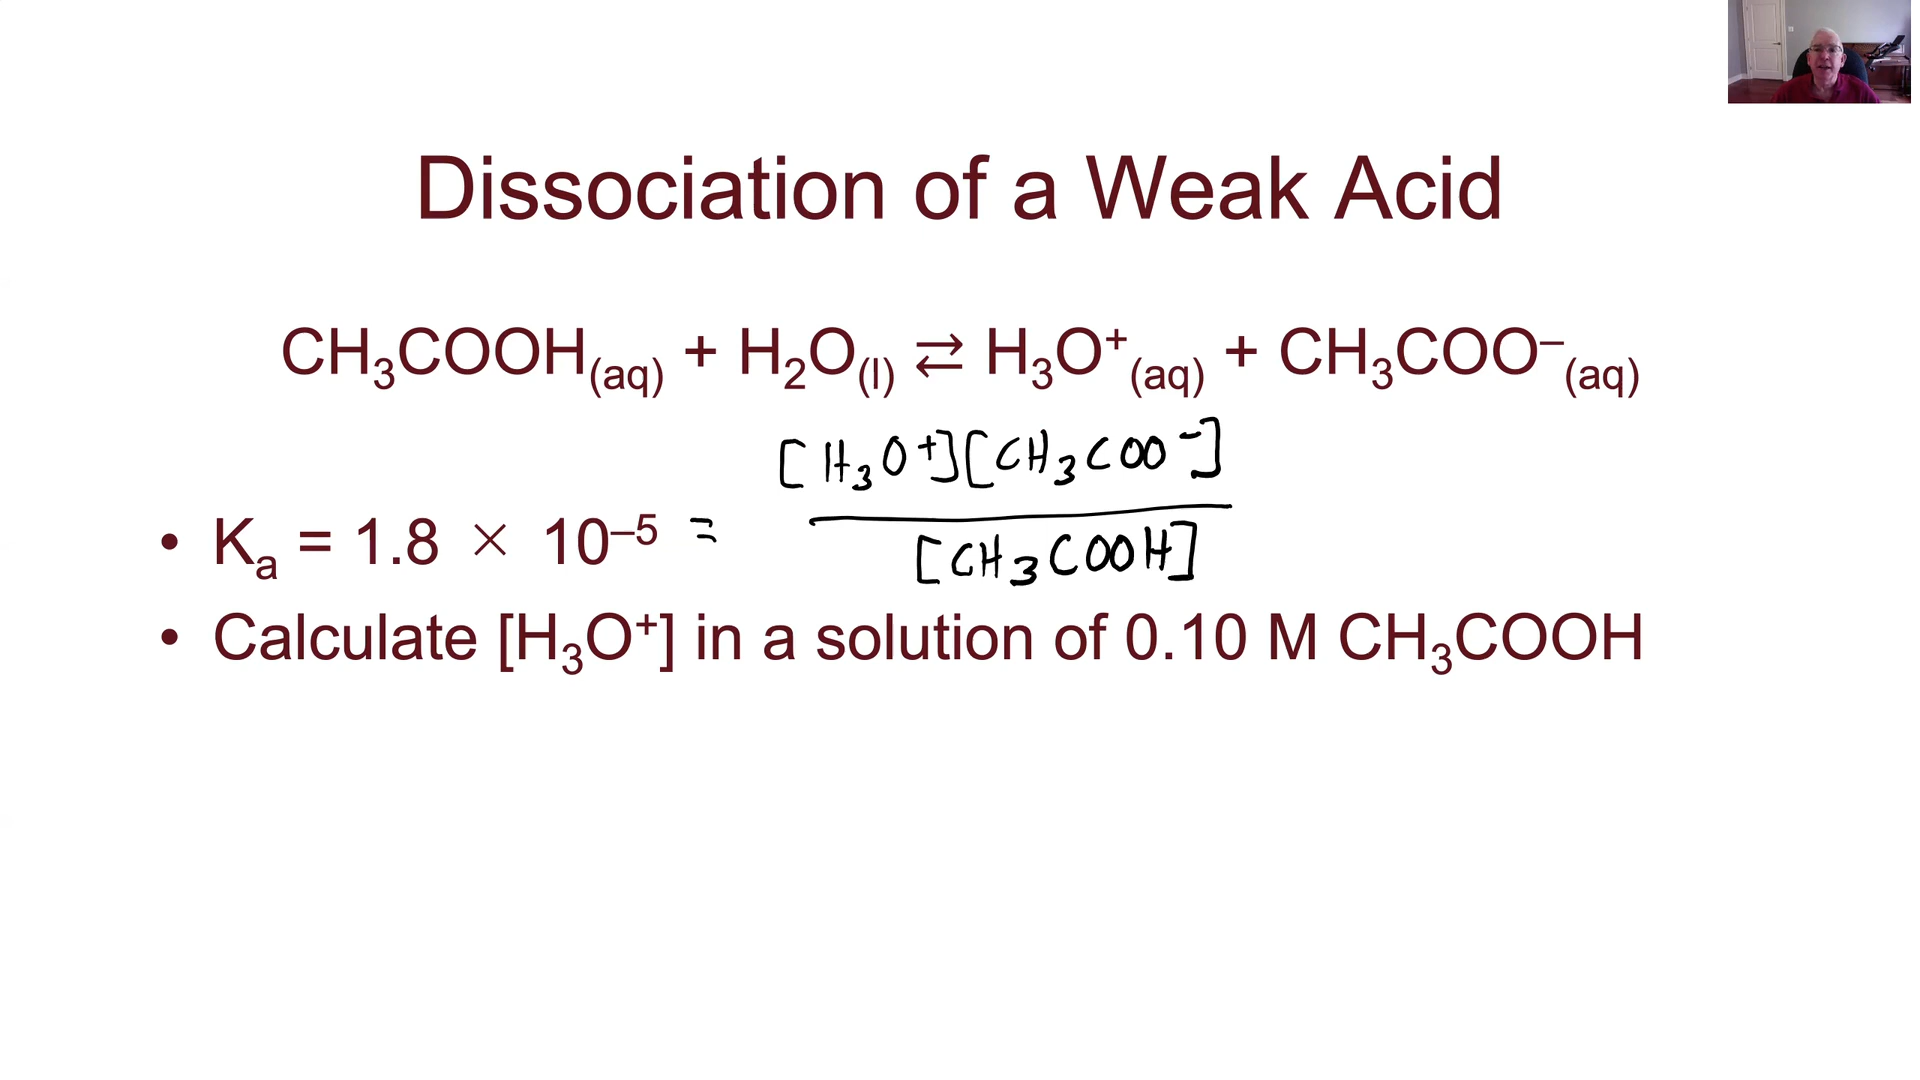 Dissociation of a Weak Acid
CH₃COOH(aq) + H₂O(l) ⇄ H₃O⁺(aq) + CH₃COO⁻(aq)
[H₃O⁺][CH₃COO⁻]
• Kₐ = 1.8 × 10⁻⁵ =
[CH₃COOH]
• Calculate [H₃O⁺] in a solution of 0.10 M CH₃COOH